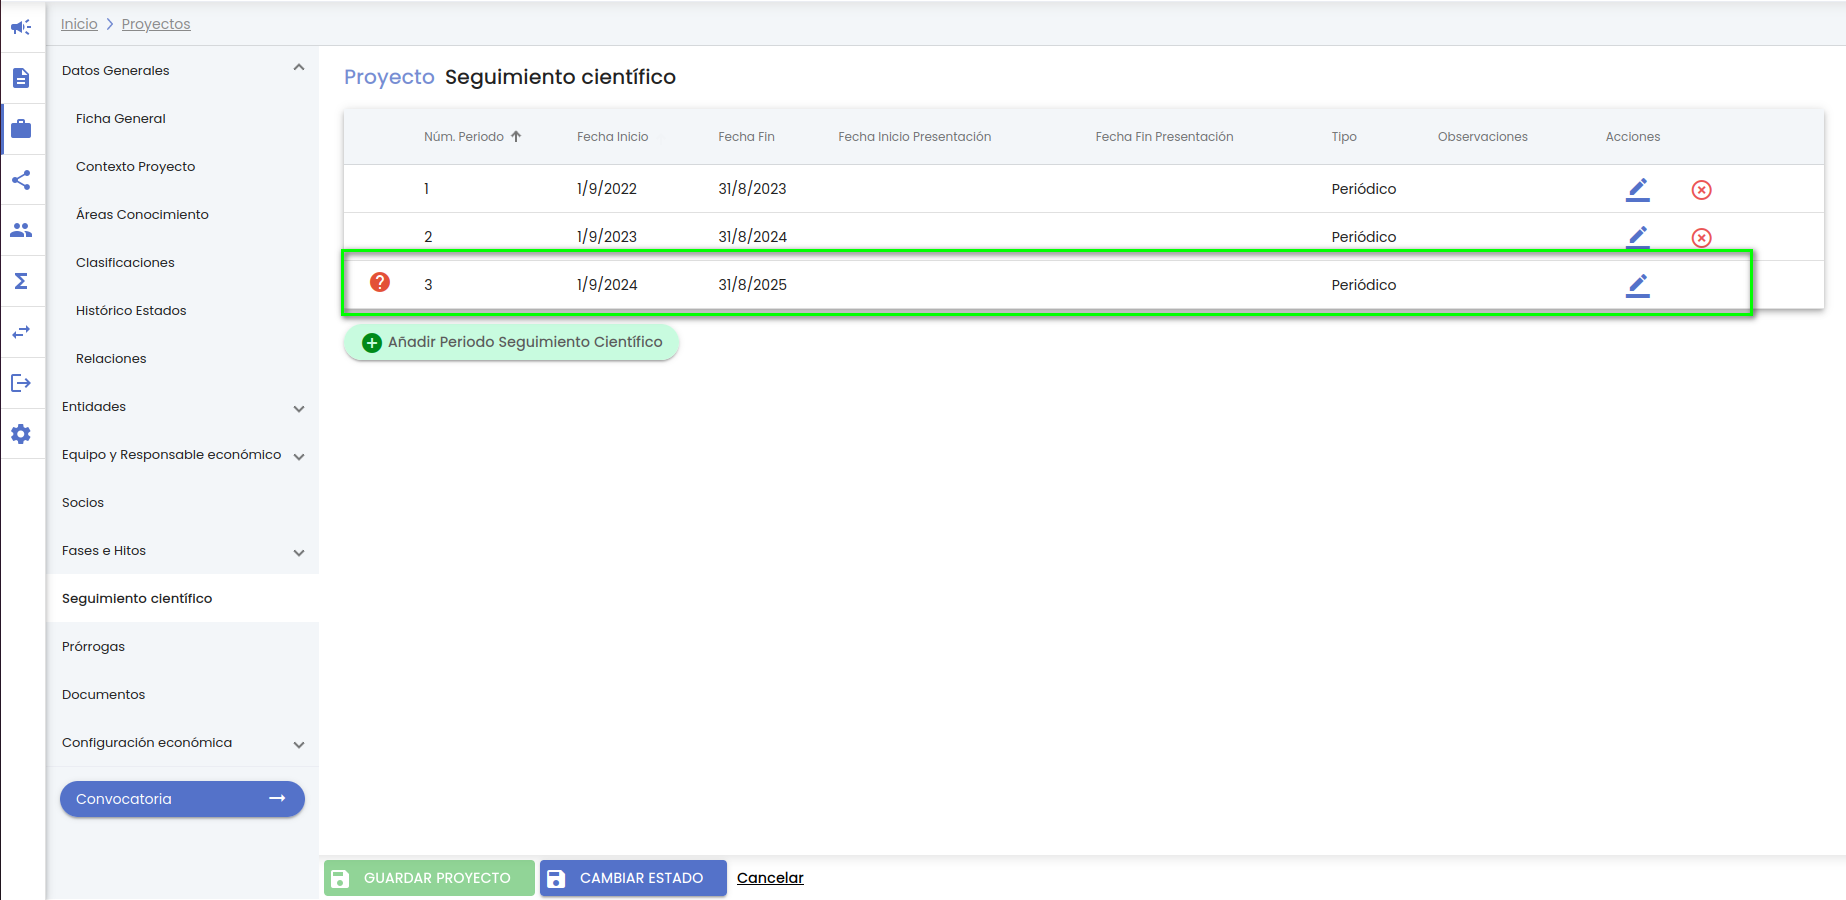 Inicio > Proyectos
Datos Generales
Ficha General
Contexto Proyecto
Áreas Conocimiento
Clasificaciones
Histórico Estados
Relaciones
Entidades
Equipo y Responsable económico
Socios
Fases e Hitos
Seguimiento científico
Prórrogas
Documentos
Configuración económica
Convocatoria
Proyecto Seguimiento científico
Núm. Periodo Fecha Inicio Fecha Fin Fecha Inicio Presentación Fecha Fin Presentación Tipo Observaciones Acciones
1 1/9/2022 31/8/2023 Periódico
2 1/9/2023 31/8/2024 Periódico
? 3 1/9/2024 31/8/2025 Periódico
Añadir Periodo Seguimiento Científico
GUARDAR PROYECTO CAMBIAR ESTADO Cancelar